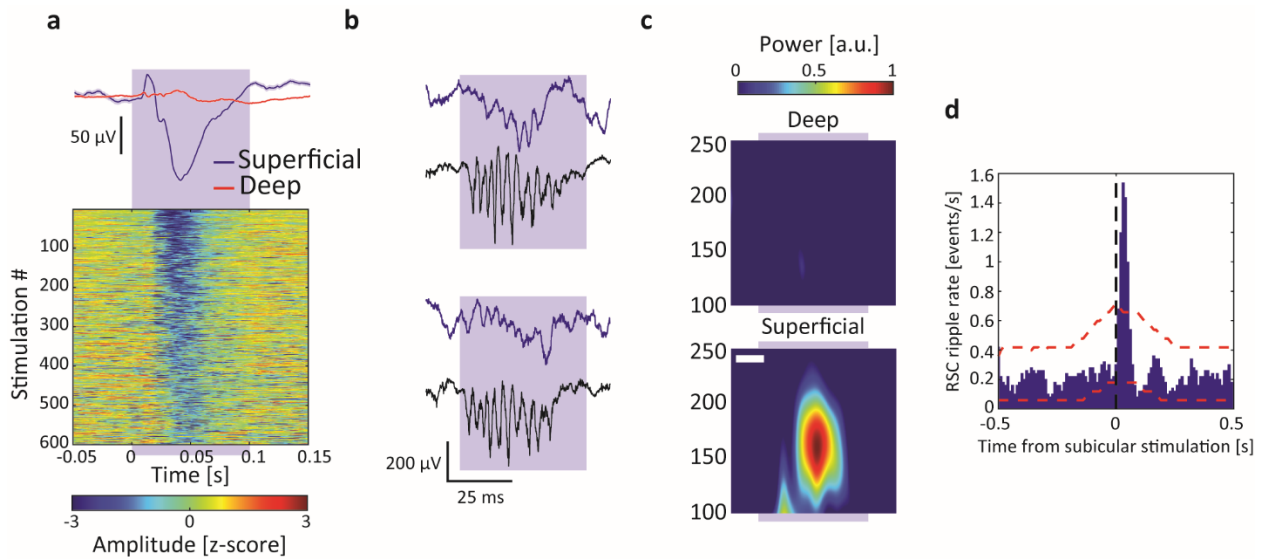 a
50 µV
Superficial
Deep
Stimulation #
100
200
300
400
500
600
-0.05
0
0.05
0.1
0.15
Time [s]
-3
0
3
Amplitude [z-score]
b
200 µV
25 ms
c
Power [a.u.]
0
0.5
1
Deep
250
200
150
100
Superficial
250
200
150
100
d
RSC ripple rate [events/s]
1.6
1.4
1.2
1
0.8
0.6
0.4
0.2
0
-0.5
0
0.5
Time from subicular stimulation [s]